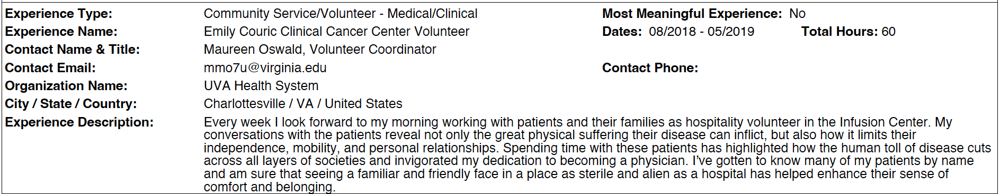 Experience Type: Community Service/Volunteer - Medical/Clinical Most Meaningful Experience: No
Experience Name: Emily Couric Clinical Cancer Center Volunteer Dates: 08/2018 - 05/2019 Total Hours: 60
Contact Name & Title: Maureen Oswald, Volunteer Coordinator
Contact Email: mmo7u@virginia.edu Contact Phone:
Organization Name: UVA Health System
City / State / Country: Charlottesville / VA / United States
Experience Description: Every week I look forward to my morning working with patients and their families as hospitality volunteer in the Infusion Center. My
conversations with the patients reveal not only the great physical suffering their disease can inflict, but also how it limits their
independence, mobility, and personal relationships. Spending time with these patients has highlighted how the human toll of disease cuts
across all layers of societies and invigorated my dedication to becoming a physician. I've gotten to know many of my patients by name
and am sure that seeing a familiar and friendly face in a place as sterile and alien as a hospital has helped enhance their sense of
comfort and belonging.